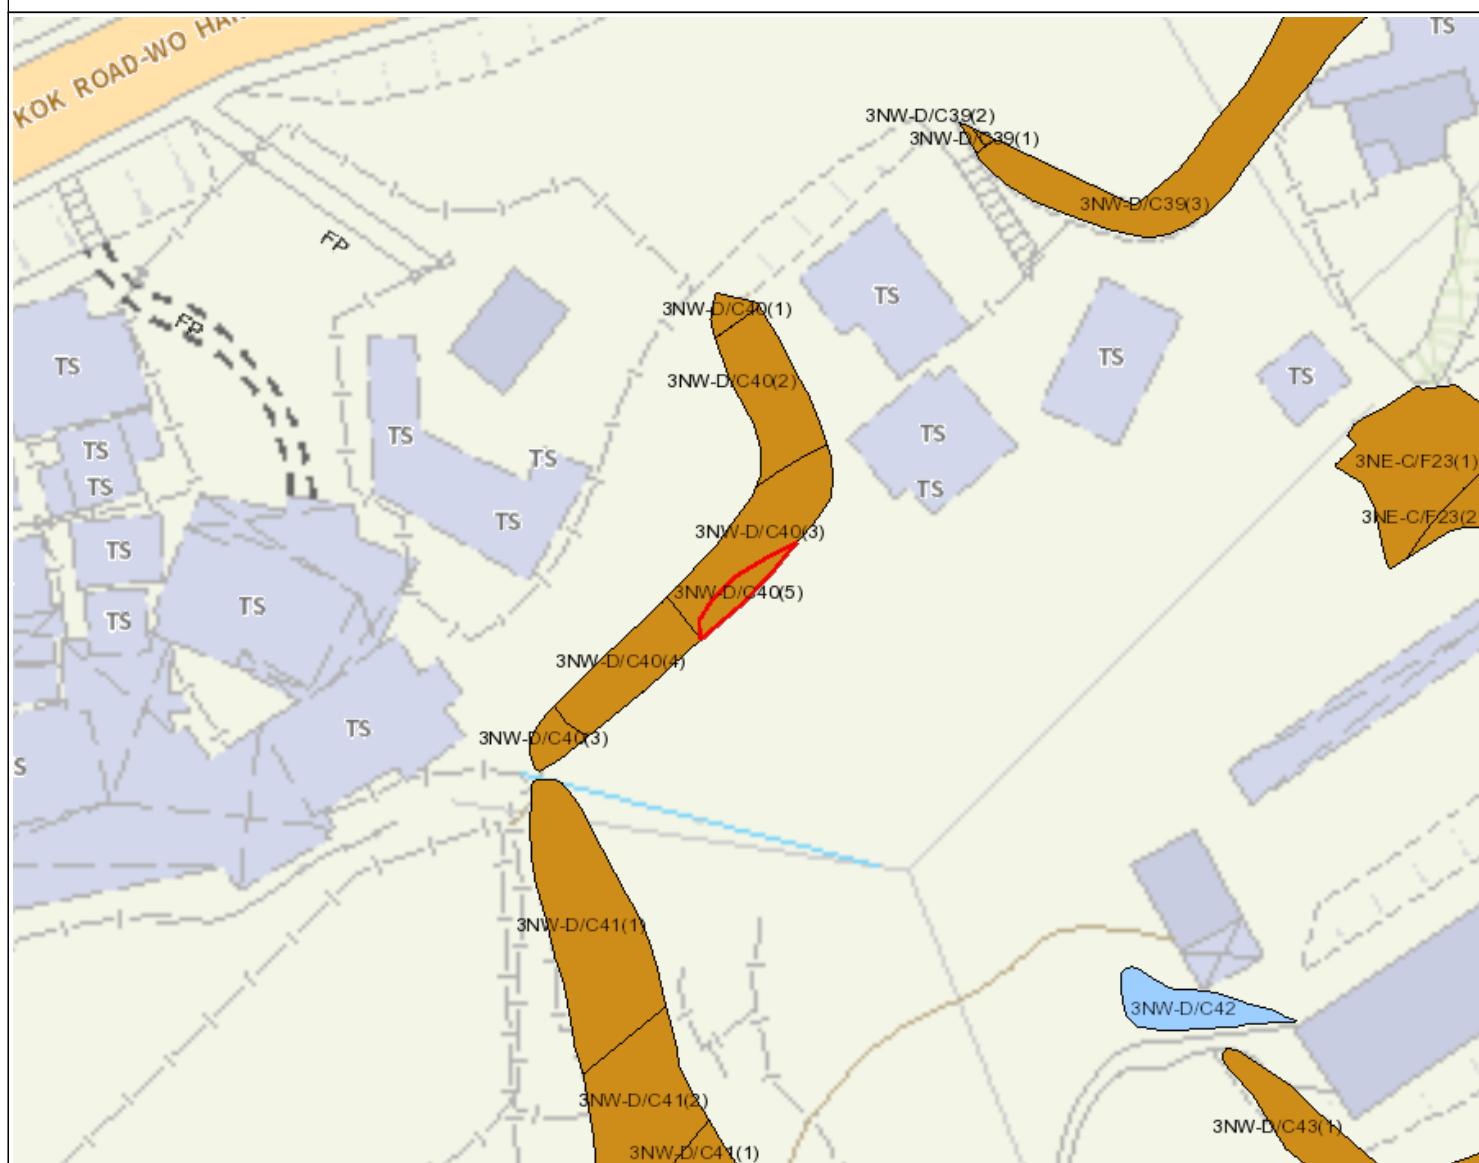 KOK ROAD-WO HA
TS
3NW-D/C39(2)
3NW-D/C39(1)
3NW-D/C39(3)
FP
FP
TS
3NW-D/C40(1)
TS
TS
3NW-D/C40(2)
TS
TS
TS
TS
TS
TS
3NE-C/F23(1)
TS
TS
3NE-C/F23(2
TS
TS
3NW-D/C40(3)
3NW-D/C40(5)
TS
TS
3NW-D/C40(4)
TS
3NW-D/C40(3)
S
3NW-D/C41(1)
3NW-D/C42
3NW-D/C41(2)
3NW-D/C43(1)
3NW-D/C41(1)